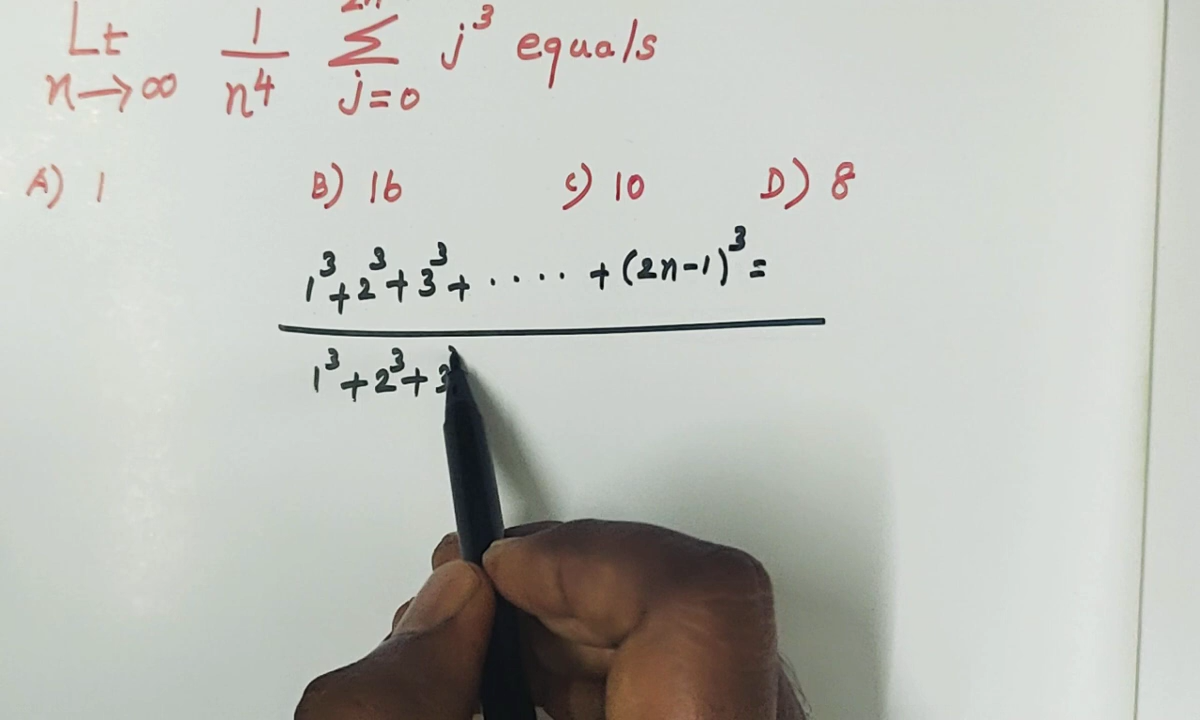 Lt 1/n⁴ Σ j³ equals
n→∞ j=0
A) 1 B) 16 C) 10 D) 8
1³+2³+3³+.....+(2n-1)³=
1³+2³+3